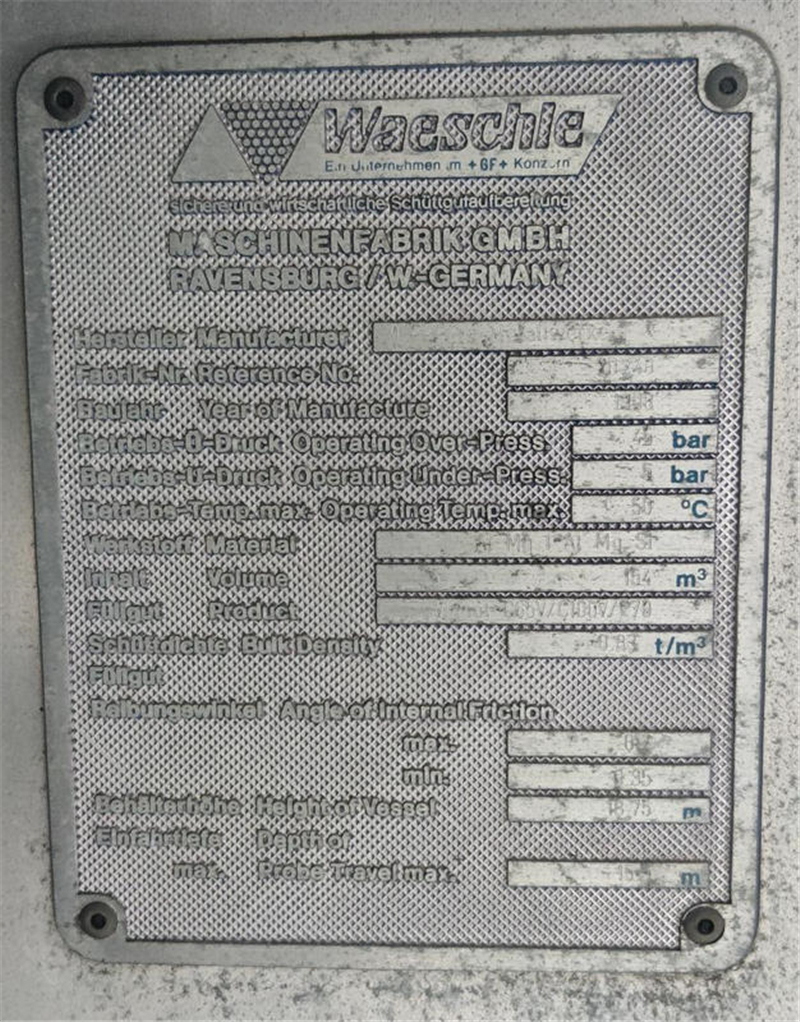 Waeschle
Ein Unternehmen im +GF+ Konzern
sichere und wirtschaftliche Schüttgutaufbereitung
MASCHINENFABRIK GMBH
RAVENSBURG / W.-GERMANY
Hersteller Manufacturer
Fabrik-Nr. Reference No.
Baujahr Year of Manufacture
Betriebs-Ü-Druck Operating Over-Press. bar
Betriebs-U-Druck Operating Under-Press. bar
Betriebs-Temp. max. Operating Temp. max. 50 °C
Werkstoff Material Mg
Inhalt Volume 164 m³
Füllgut Product
Schüttdichte Bulk Density t/m³
Füllgut
Reibungswinkel Angle of Internal Friction
max.
min.
Behälterhöhe Height of Vessel m
Einfahrtiefe Depth of
max. Probe Travel max. m